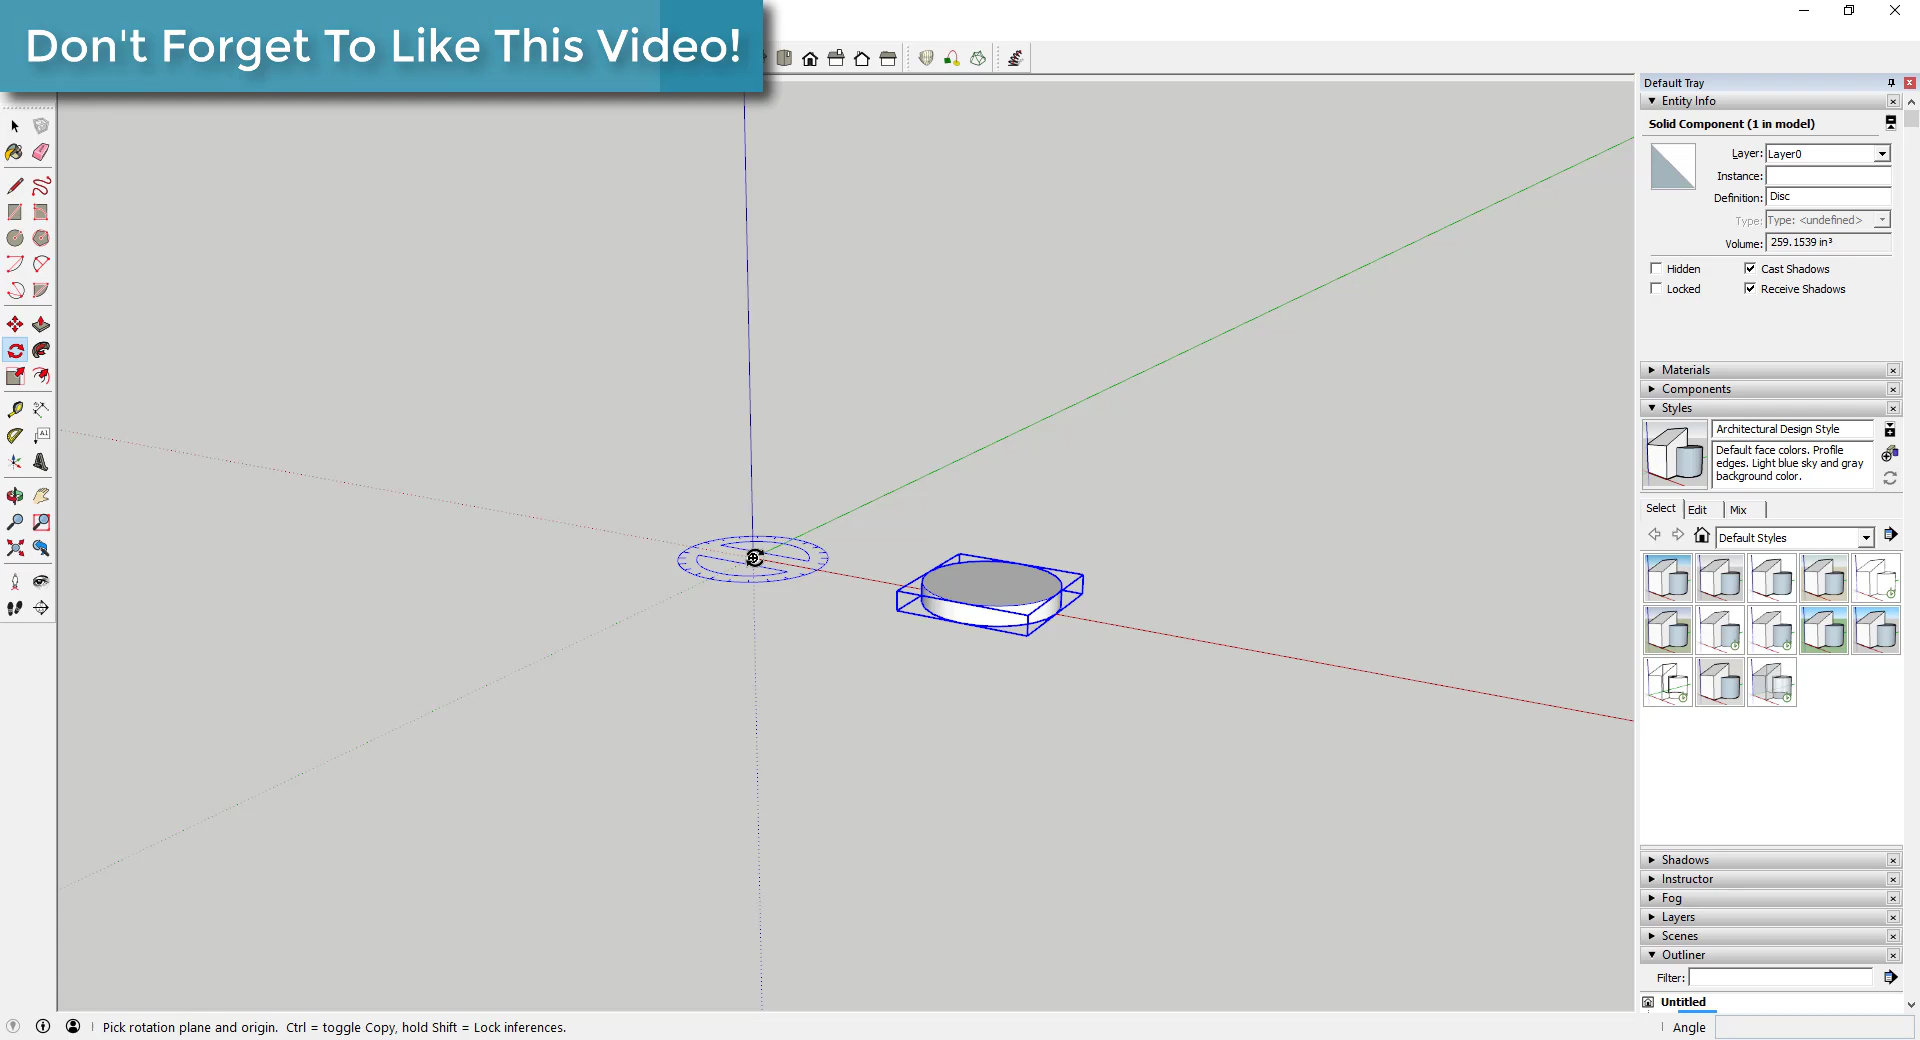 Don't Forget To Like This Video!
Default Tray
Entity Info
Solid Component (1 in model)
Layer: Layer0
Instance:
Definition: Disc
Type: Type: <undefined>
Volume: 259.1539 in³
Hidden
Cast Shadows
Locked
Receive Shadows
Materials
Components
Styles
Architectural Design Style
Default face colors. Profile
edges. Light blue sky and gray
background color.
Select Edit Mix
Default Styles
Shadows
Instructor
Fog
Layers
Scenes
Outliner
Filter:
Untitled
Pick rotation plane and origin. Ctrl = toggle Copy, hold Shift = Lock inferences.
Angle